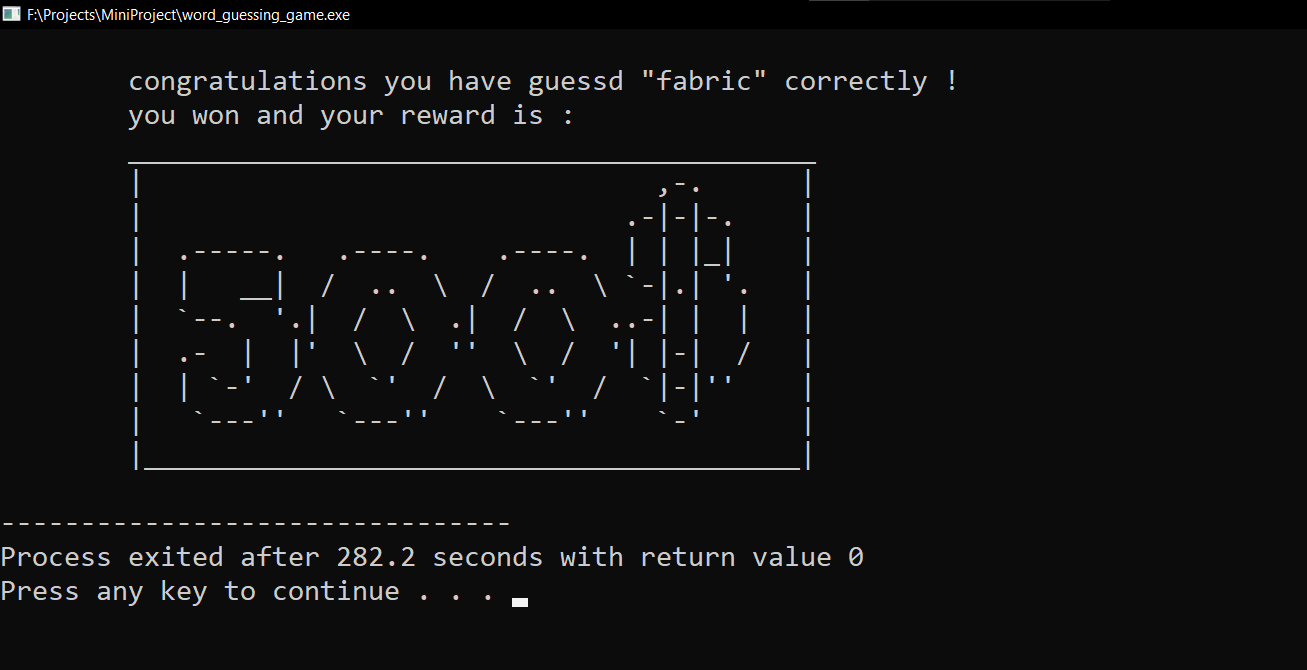 F:\Projects\MiniProject\word_guessing_game.exe
congratulations you have guessd "fabric" correctly !
you won and your reward is :
500$
--------------------------------
Process exited after 282.2 seconds with return value 0
Press any key to continue . . .